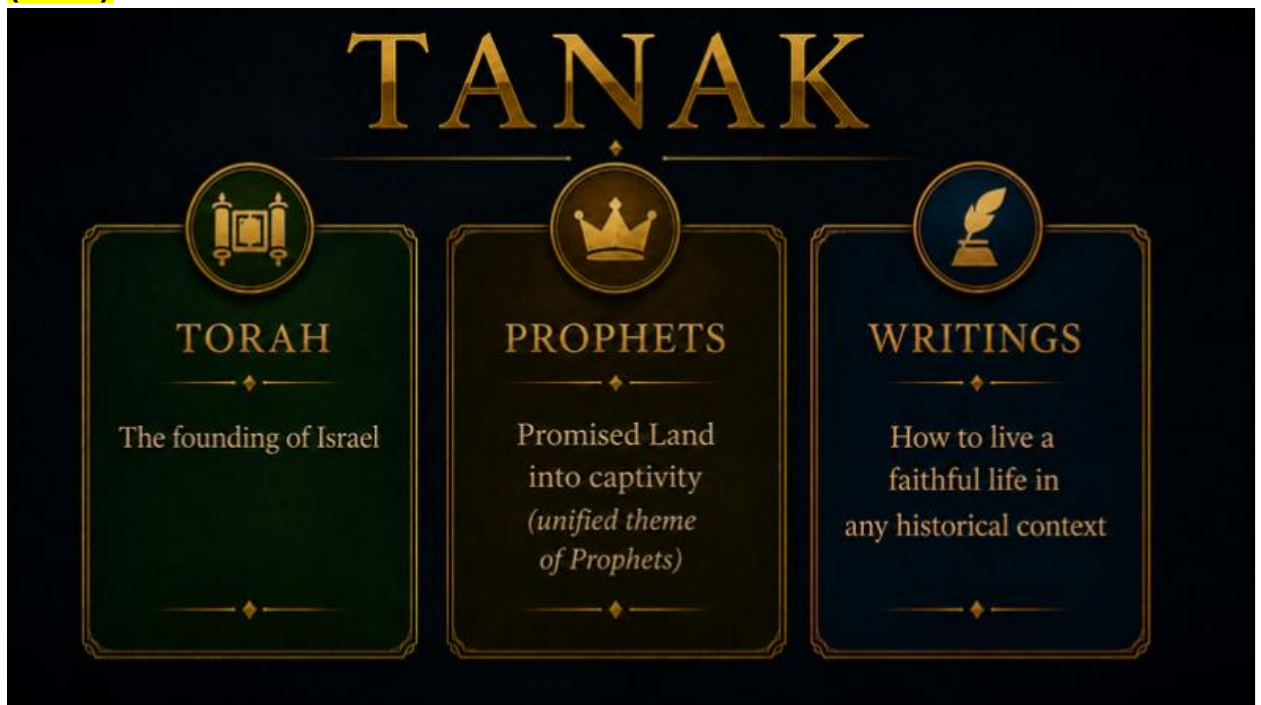 TANAK
TORAH
The founding of Israel
PROPHETS
Promised Land
into captivity
(unified theme
of Prophets)
WRITINGS
How to live a
faithful life in
any historical context